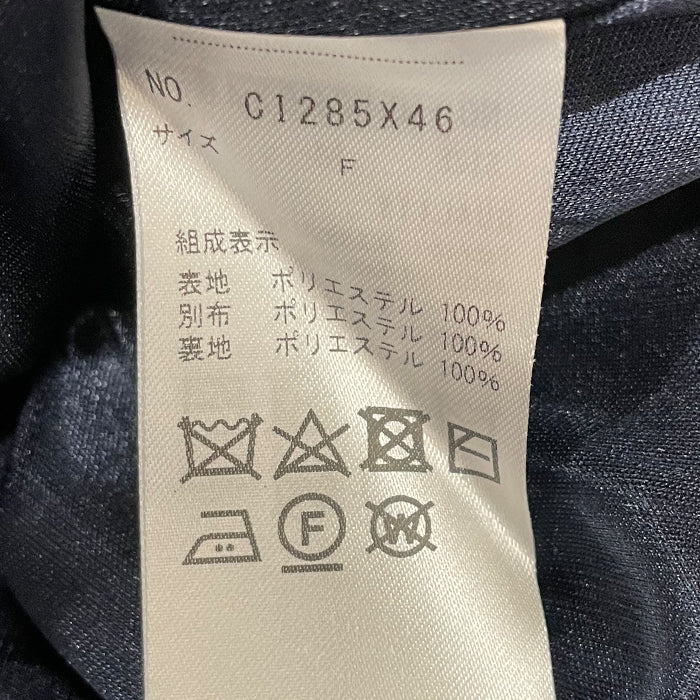 NO. C1285X46
サイズ F
組成表示
表地 ポリエステル 100%
別布 ポリエステル 100%
裏地 ポリエステル 100%
F W